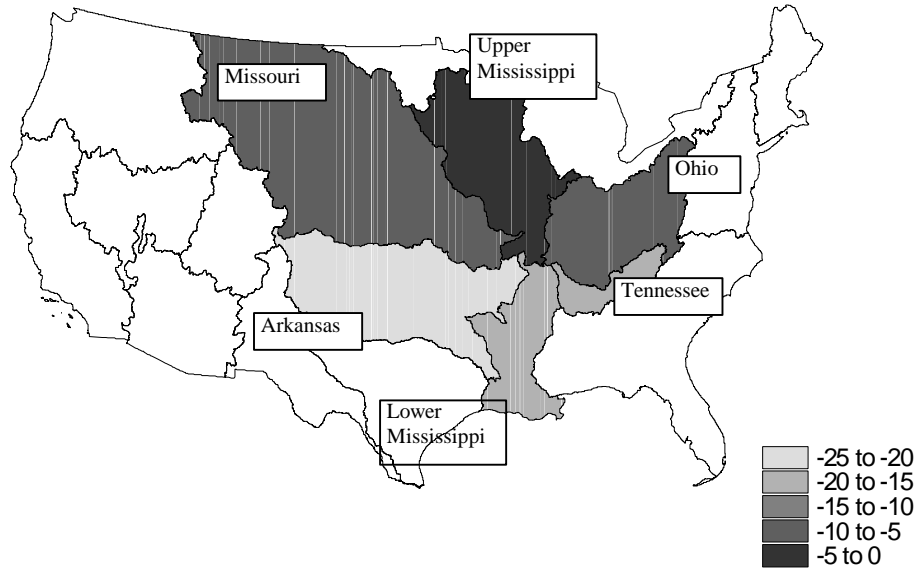 Upper
Mississippi
Missouri
Ohio
Tennessee
Arkansas
Lower
Mississippi
-25 to -20
-20 to -15
-15 to -10
-10 to -5
-5 to 0